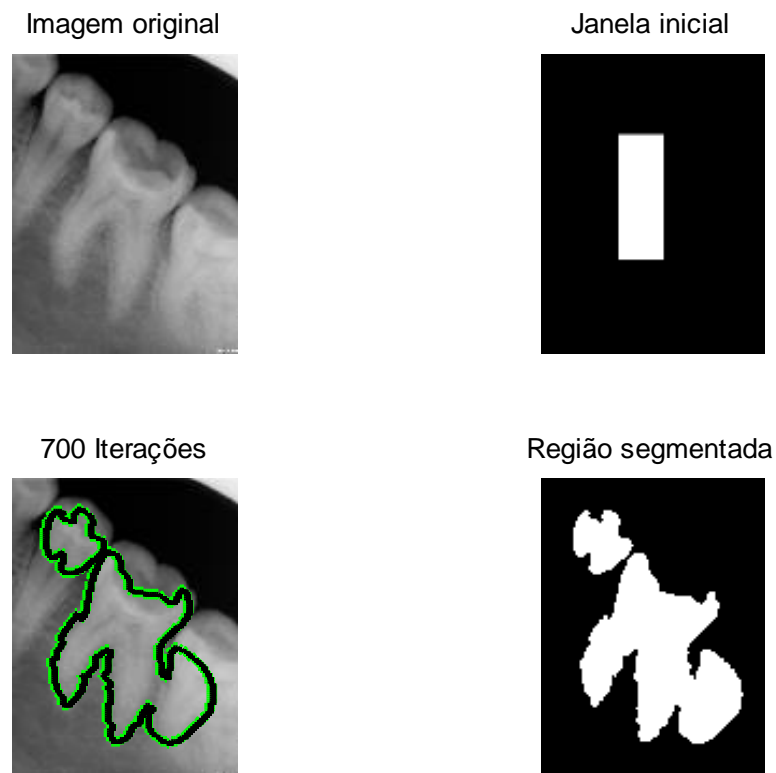 Imagem original
Janela inicial
700 Iterações
Região segmentada